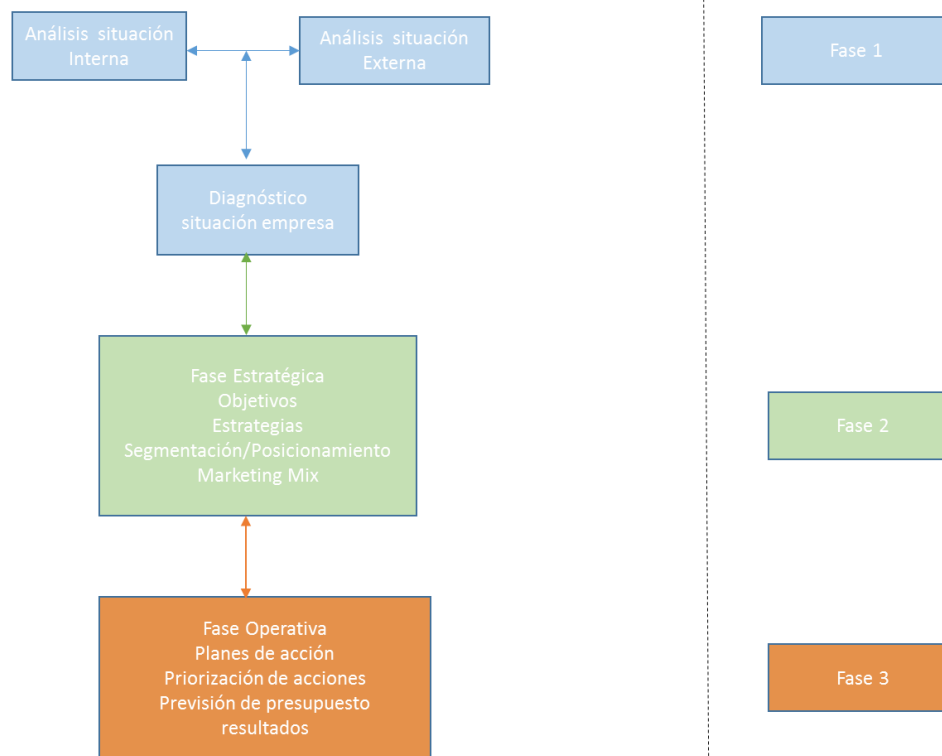 Análisis situación
Interna
Análisis situación
Externa
Fase 1
Diagnóstico
situación empresa
Fase Estratégica
Objetivos
Estrategias
Segmentación/Posicionamiento
Marketing Mix
Fase 2
Fase Operativa
Planes de acción
Priorización de acciones
Previsión de presupuesto
resultados
Fase 3